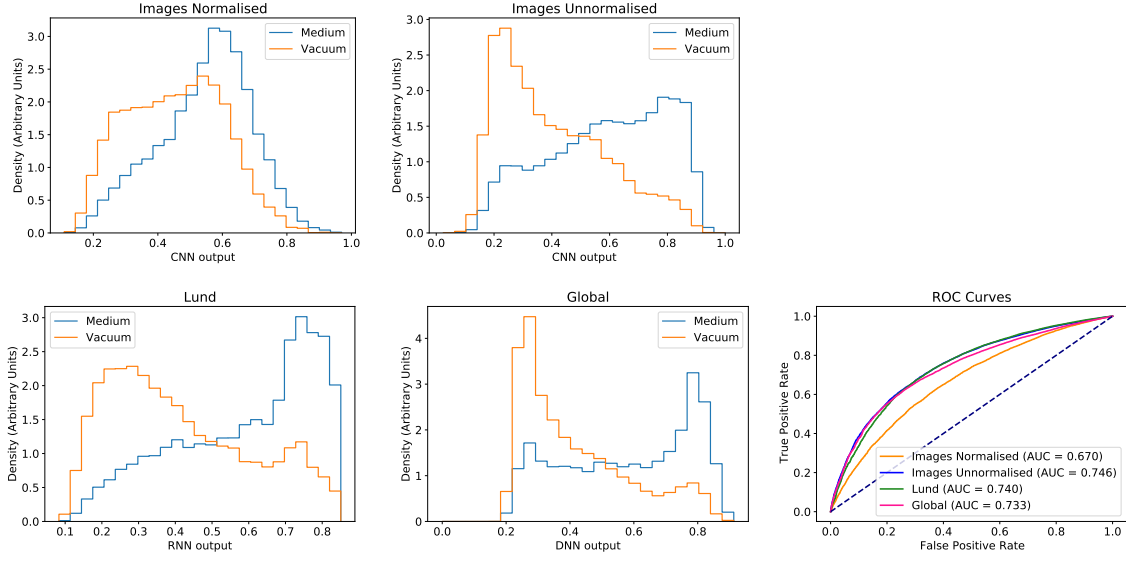 Images Normalised
Density (Arbitrary Units)
3.0
2.5
2.0
1.5
1.0
0.5
0.0
Medium
Vacuum
0.2 0.4 0.6 0.8 1.0
CNN output
Images Unnormalised
Density (Arbitrary Units)
3.0
2.5
2.0
1.5
1.0
0.5
0.0
Medium
Vacuum
0.0 0.2 0.4 0.6 0.8 1.0
CNN output
Lund
Density (Arbitrary Units)
3.0
2.5
2.0
1.5
1.0
0.5
0.0
Medium
Vacuum
0.1 0.2 0.3 0.4 0.5 0.6 0.7 0.8
RNN output
Global
Density (Arbitrary Units)
4
3
2
1
0
Medium
Vacuum
0.0 0.2 0.4 0.6 0.8
DNN output
ROC Curves
True Positive Rate
1.0
0.8
0.6
0.4
0.2
0.0
Images Normalised (AUC = 0.670)
Images Unnormalised (AUC = 0.746)
Lund (AUC = 0.740)
Global (AUC = 0.733)
0.0 0.2 0.4 0.6 0.8 1.0
False Positive Rate